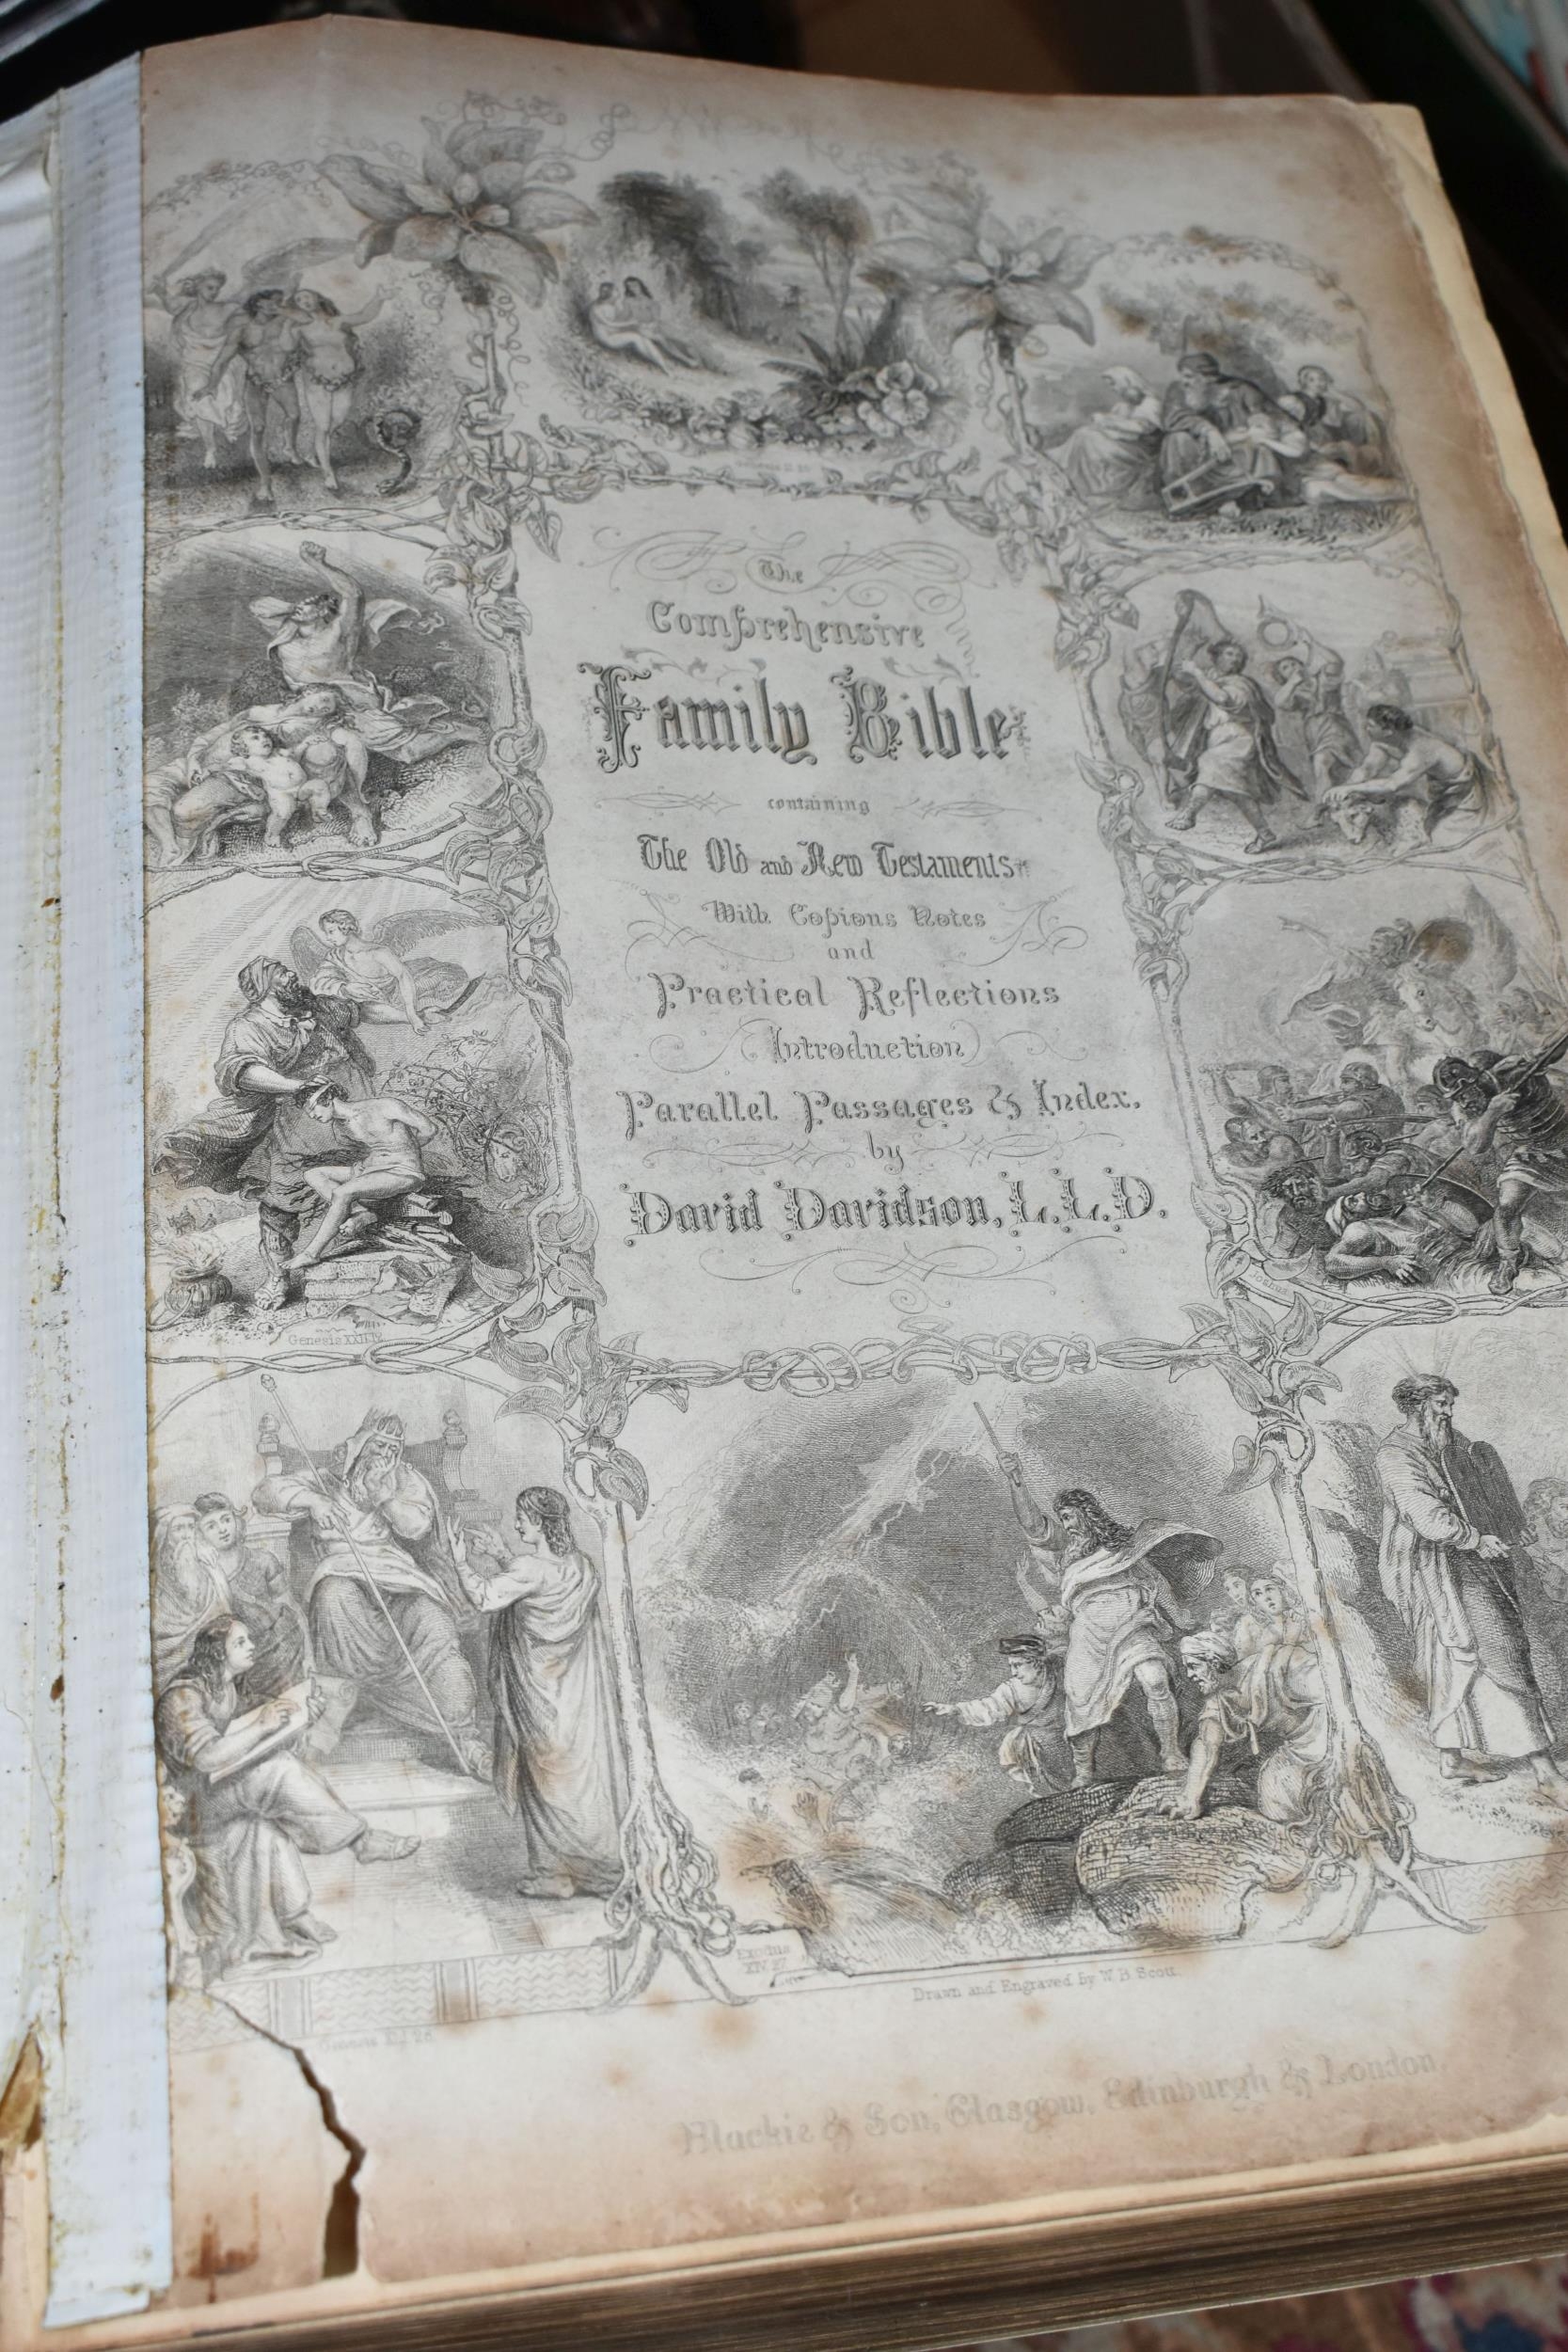 The
Comprehensive
Family Bible
containing
The Old and New Testaments
With Copious Notes
and
Practical Reflections
Introduction
Parallel Passages & Index.
by
David Davidson, L.L.D.
Genesis XXII
Exodus
XIV. 27.
Drawn and Engraved by W. B. Scott.
Blackie & Son, Glasgow, Edinburgh & London.